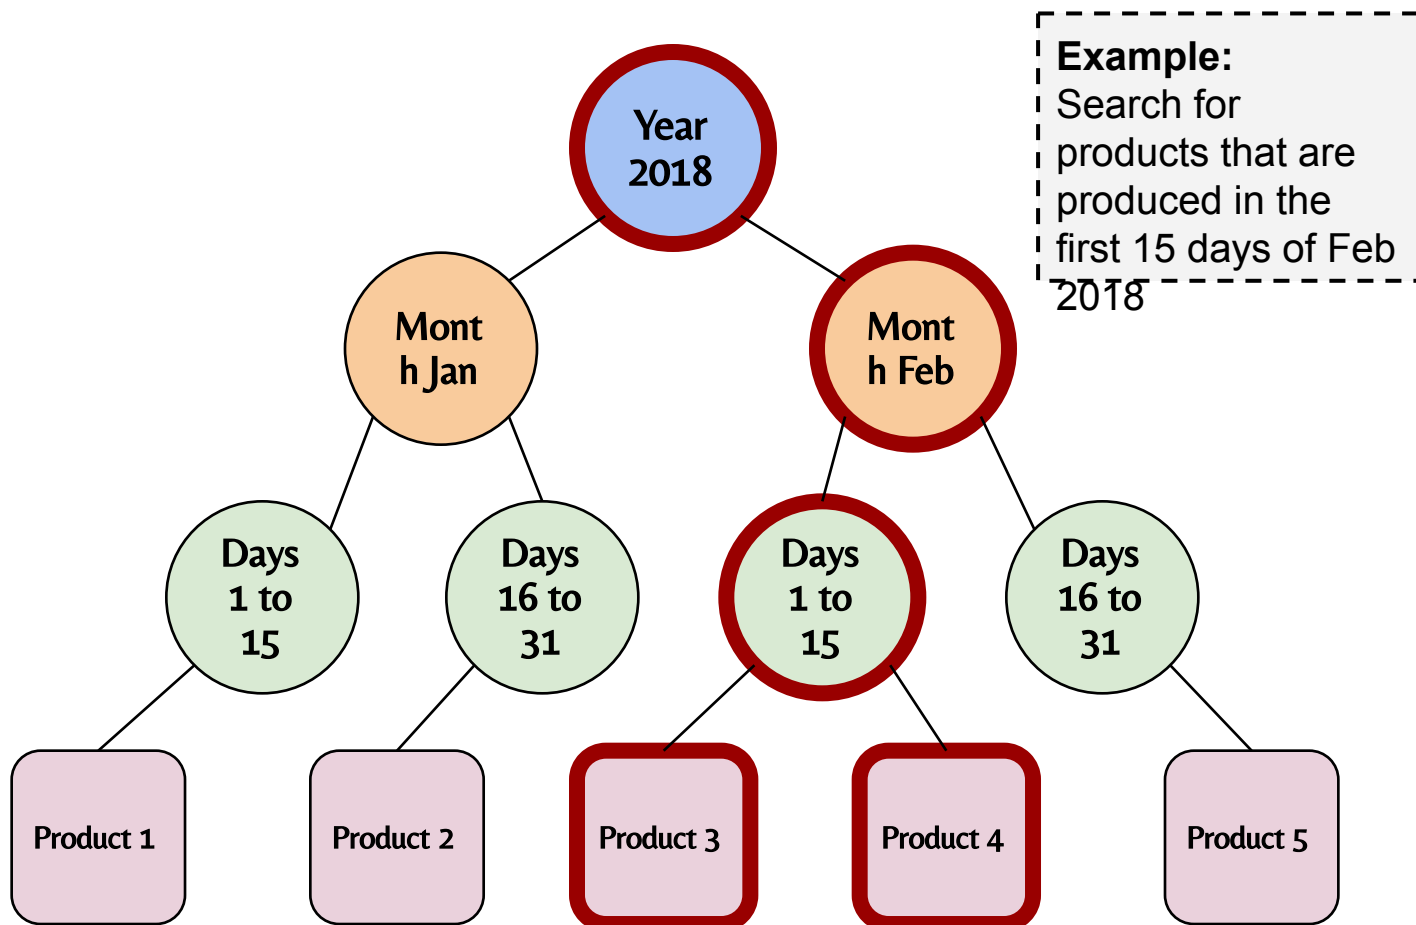 Example:
Search for
products that are
produced in the
first 15 days of Feb
2018
Year
2018
Mont
h Jan
Mont
h Feb
Days
1 to
15
Days
16 to
31
Days
1 to
15
Days
16 to
31
Product 1
Product 2
Product 3
Product 4
Product 5